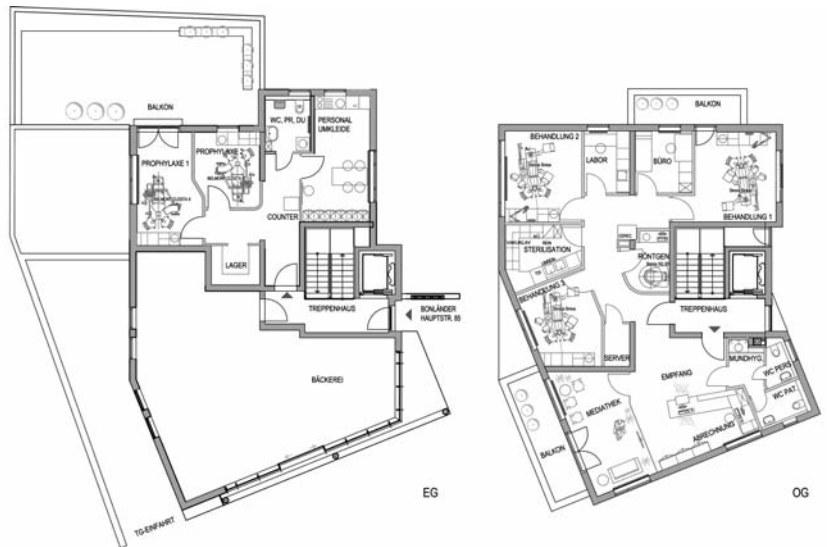 BALKON
WC, PR, DU
PERSONAL
UMKLEIDE
PROPHYLAXE 1
PROPHYLAXE 2
COUNTER
LAGER
TREPPENHAUS
BONLÄNDER
HAUPTSTR. 85
BÄCKEREI
TG-EINFAHRT
EG
BALKON
BEHANDLUNG 2
LABOR
BÜRO
BEHANDLUNG 1
STERILISATION
RÖNTGEN
BEHANDLUNG 3
TREPPENHAUS
SERVER
MUNDHYG.
EMPFANG
WC PERS.
WC PAT.
MEDIATHEK
ABRECHNUNG
BALKON
OG